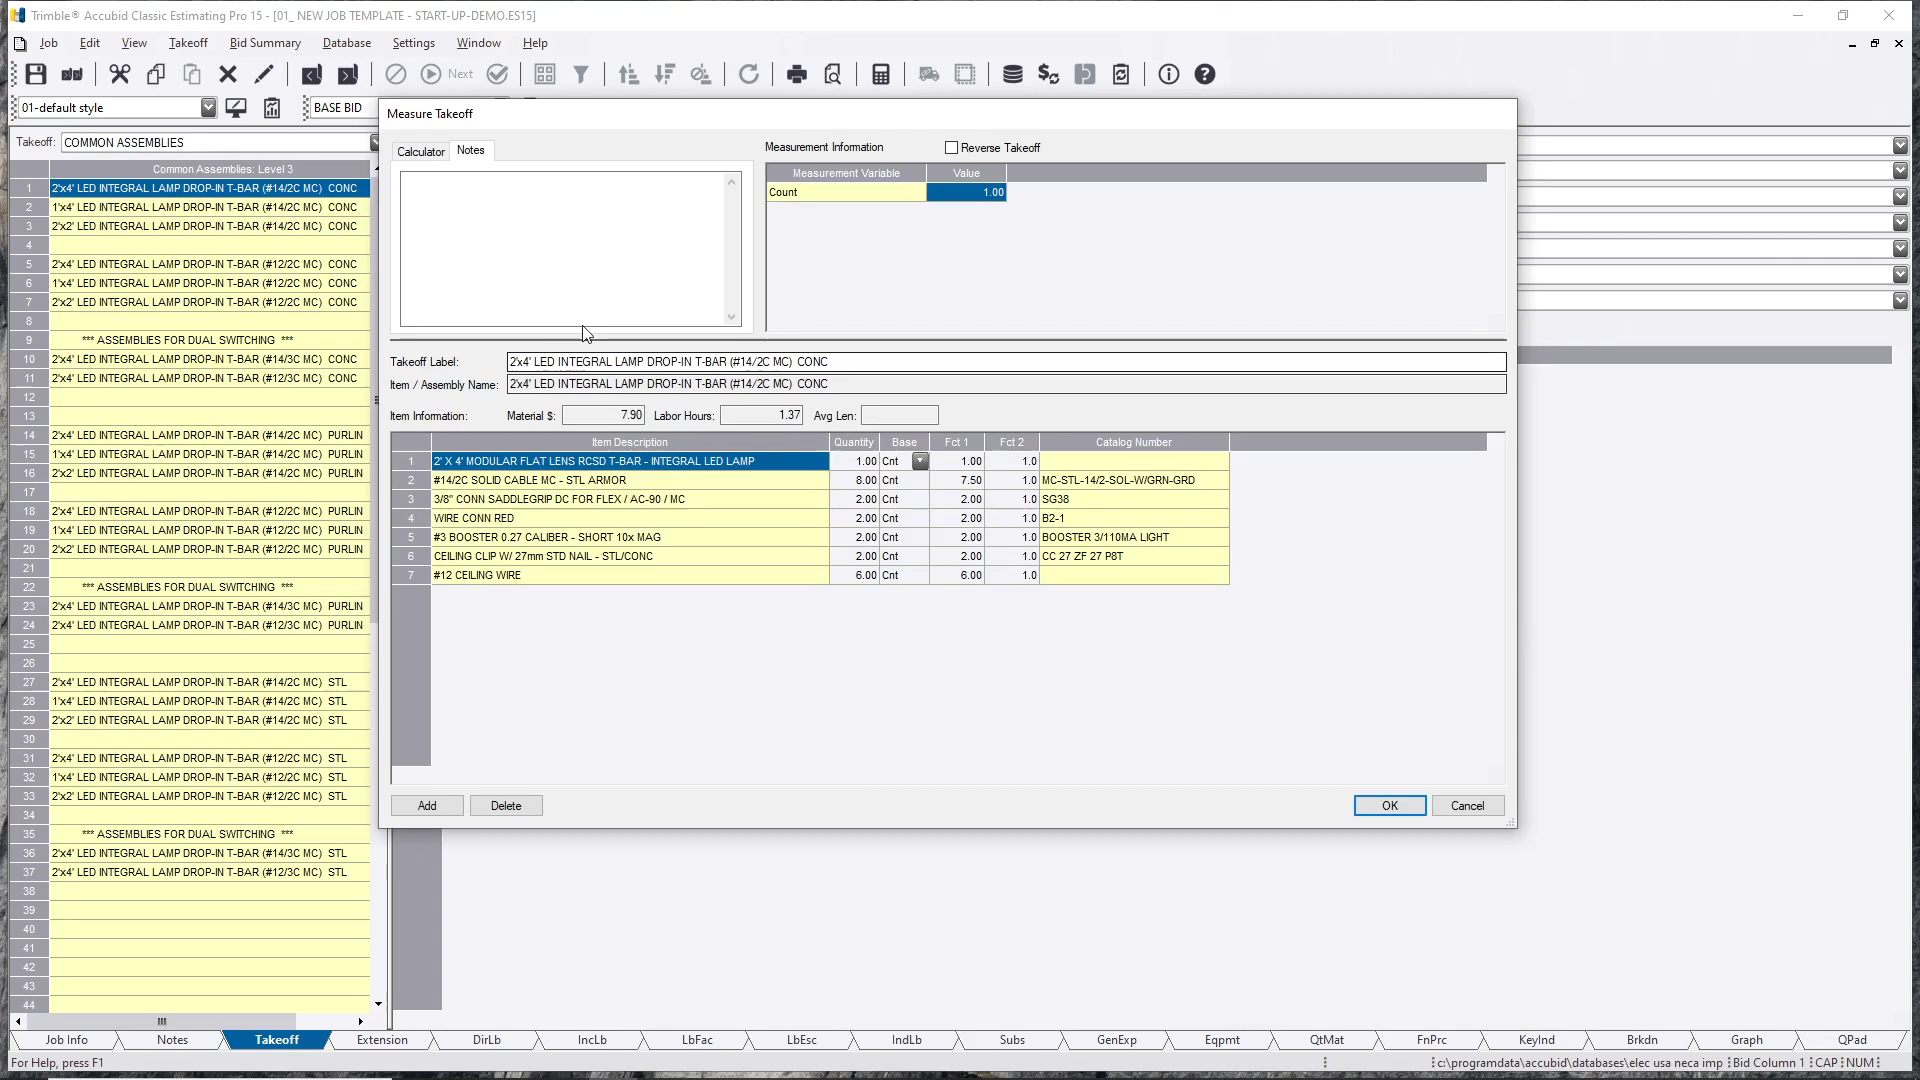 Trimble® Accubid Classic Estimating Pro 15 - [01_ NEW JOB TEMPLATE - START-UP-DEMO.ES15]
Job Edit View Takeoff Bid Summary Database Settings Window Help
Next
01-default style
BASE BID
Takeoff: COMMON ASSEMBLIES
Common Assemblies: Level 3
1 2'x4' LED INTEGRAL LAMP DROP-IN T-BAR (#14/2C MC) CONC
2 1'x4' LED INTEGRAL LAMP DROP-IN T-BAR (#14/2C MC) CONC
3 2'x2' LED INTEGRAL LAMP DROP-IN T-BAR (#14/2C MC) CONC
4
5 2'x4' LED INTEGRAL LAMP DROP-IN T-BAR (#12/2C MC) CONC
6 1'x4' LED INTEGRAL LAMP DROP-IN T-BAR (#12/2C MC) CONC
7 2'x2' LED INTEGRAL LAMP DROP-IN T-BAR (#12/2C MC) CONC
8
9 *** ASSEMBLIES FOR DUAL SWITCHING ***
10 2'x4' LED INTEGRAL LAMP DROP-IN T-BAR (#14/3C MC) CONC
11 2'x4' LED INTEGRAL LAMP DROP-IN T-BAR (#12/3C MC) CONC
12
13
14 2'x4' LED INTEGRAL LAMP DROP-IN T-BAR (#14/2C MC) PURLIN
15 1'x4' LED INTEGRAL LAMP DROP-IN T-BAR (#14/2C MC) PURLIN
16 2'x2' LED INTEGRAL LAMP DROP-IN T-BAR (#14/2C MC) PURLIN
17
18 2'x4' LED INTEGRAL LAMP DROP-IN T-BAR (#12/2C MC) PURLIN
19 1'x4' LED INTEGRAL LAMP DROP-IN T-BAR (#12/2C MC) PURLIN
20 2'x2' LED INTEGRAL LAMP DROP-IN T-BAR (#12/2C MC) PURLIN
21
22 *** ASSEMBLIES FOR DUAL SWITCHING ***
23 2'x4' LED INTEGRAL LAMP DROP-IN T-BAR (#14/3C MC) PURLIN
24 2'x4' LED INTEGRAL LAMP DROP-IN T-BAR (#12/3C MC) PURLIN
25
26
27 2'x4' LED INTEGRAL LAMP DROP-IN T-BAR (#14/2C MC) STL
28 1'x4' LED INTEGRAL LAMP DROP-IN T-BAR (#14/2C MC) STL
29 2'x2' LED INTEGRAL LAMP DROP-IN T-BAR (#14/2C MC) STL
30
31 2'x4' LED INTEGRAL LAMP DROP-IN T-BAR (#12/2C MC) STL
32 1'x4' LED INTEGRAL LAMP DROP-IN T-BAR (#12/2C MC) STL
33 2'x2' LED INTEGRAL LAMP DROP-IN T-BAR (#12/2C MC) STL
34
35 *** ASSEMBLIES FOR DUAL SWITCHING ***
36 2'x4' LED INTEGRAL LAMP DROP-IN T-BAR (#14/3C MC) STL
37 2'x4' LED INTEGRAL LAMP DROP-IN T-BAR (#12/3C MC) STL
38
39
40
41
42
43
44
Measure Takeoff
Calculator Notes
Measurement Information Reverse Takeoff
Measurement Variable Value
Count 1.00
Takeoff Label: 2'x4' LED INTEGRAL LAMP DROP-IN T-BAR (#14/2C MC) CONC
Item / Assembly Name: 2'x4' LED INTEGRAL LAMP DROP-IN T-BAR (#14/2C MC) CONC
Item Information: Material $: 7.90 Labor Hours: 1.37 Avg Len:
Item Description Quantity Base Fct 1 Fct 2 Catalog Number
1 2' X 4' MODULAR FLAT LENS RCSD T-BAR - INTEGRAL LED LAMP 1.00 Cnt 1.00 1.0
2 #14/2C SOLID CABLE MC - STL ARMOR 8.00 Cnt 7.50 1.0 MC-STL-14/2-SOL-W/GRN-GRD
3 3/8" CONN SADDLEGRIP DC FOR FLEX / AC-90 / MC 2.00 Cnt 2.00 1.0 SG38
4 WIRE CONN RED 2.00 Cnt 2.00 1.0 B2-1
5 #3 BOOSTER 0.27 CALIBER - SHORT 10x MAG 2.00 Cnt 2.00 1.0 BOOSTER 3/110MA LIGHT
6 CEILING CLIP W/ 27mm STD NAIL - STL/CONC 2.00 Cnt 2.00 1.0 CC 27 ZF 27 P8T
7 #12 CEILING WIRE 6.00 Cnt 6.00 1.0
Add Delete OK Cancel
Job Info Notes Takeoff Extension DirLb IncLb LbFac LbEsc IndLb Subs GenExp Eqpmt QtMat FnPrc KeyInd Brkdn Graph QPad
For Help, press F1
c:\programdata\accubid\databases\elec usa neca imp Bid Column 1 CAP NUM